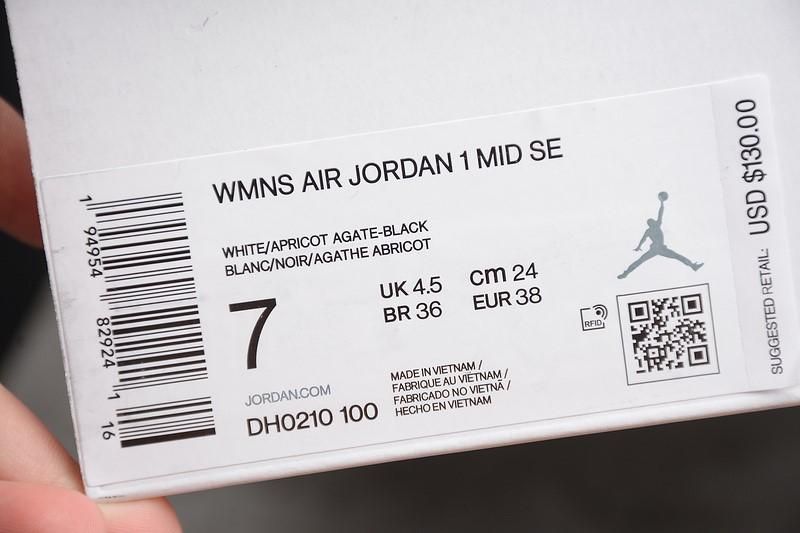 WMNS AIR JORDAN 1 MID SE
WHITE/APRICOT AGATE-BLACK
BLANC/NOIR/AGATHE ABRICOT
7
UK 4.5
cm 24
BR 36
EUR 38
JORDAN.COM
DH0210 100
MADE IN VIETNAM /
FABRIQUE AU VIETNAM /
FABRICADO NO VIETNÃ /
HECHO EN VIETNAM
RFID
SUGGESTED RETAIL: USD $130.00
1 94954 82924 1 16